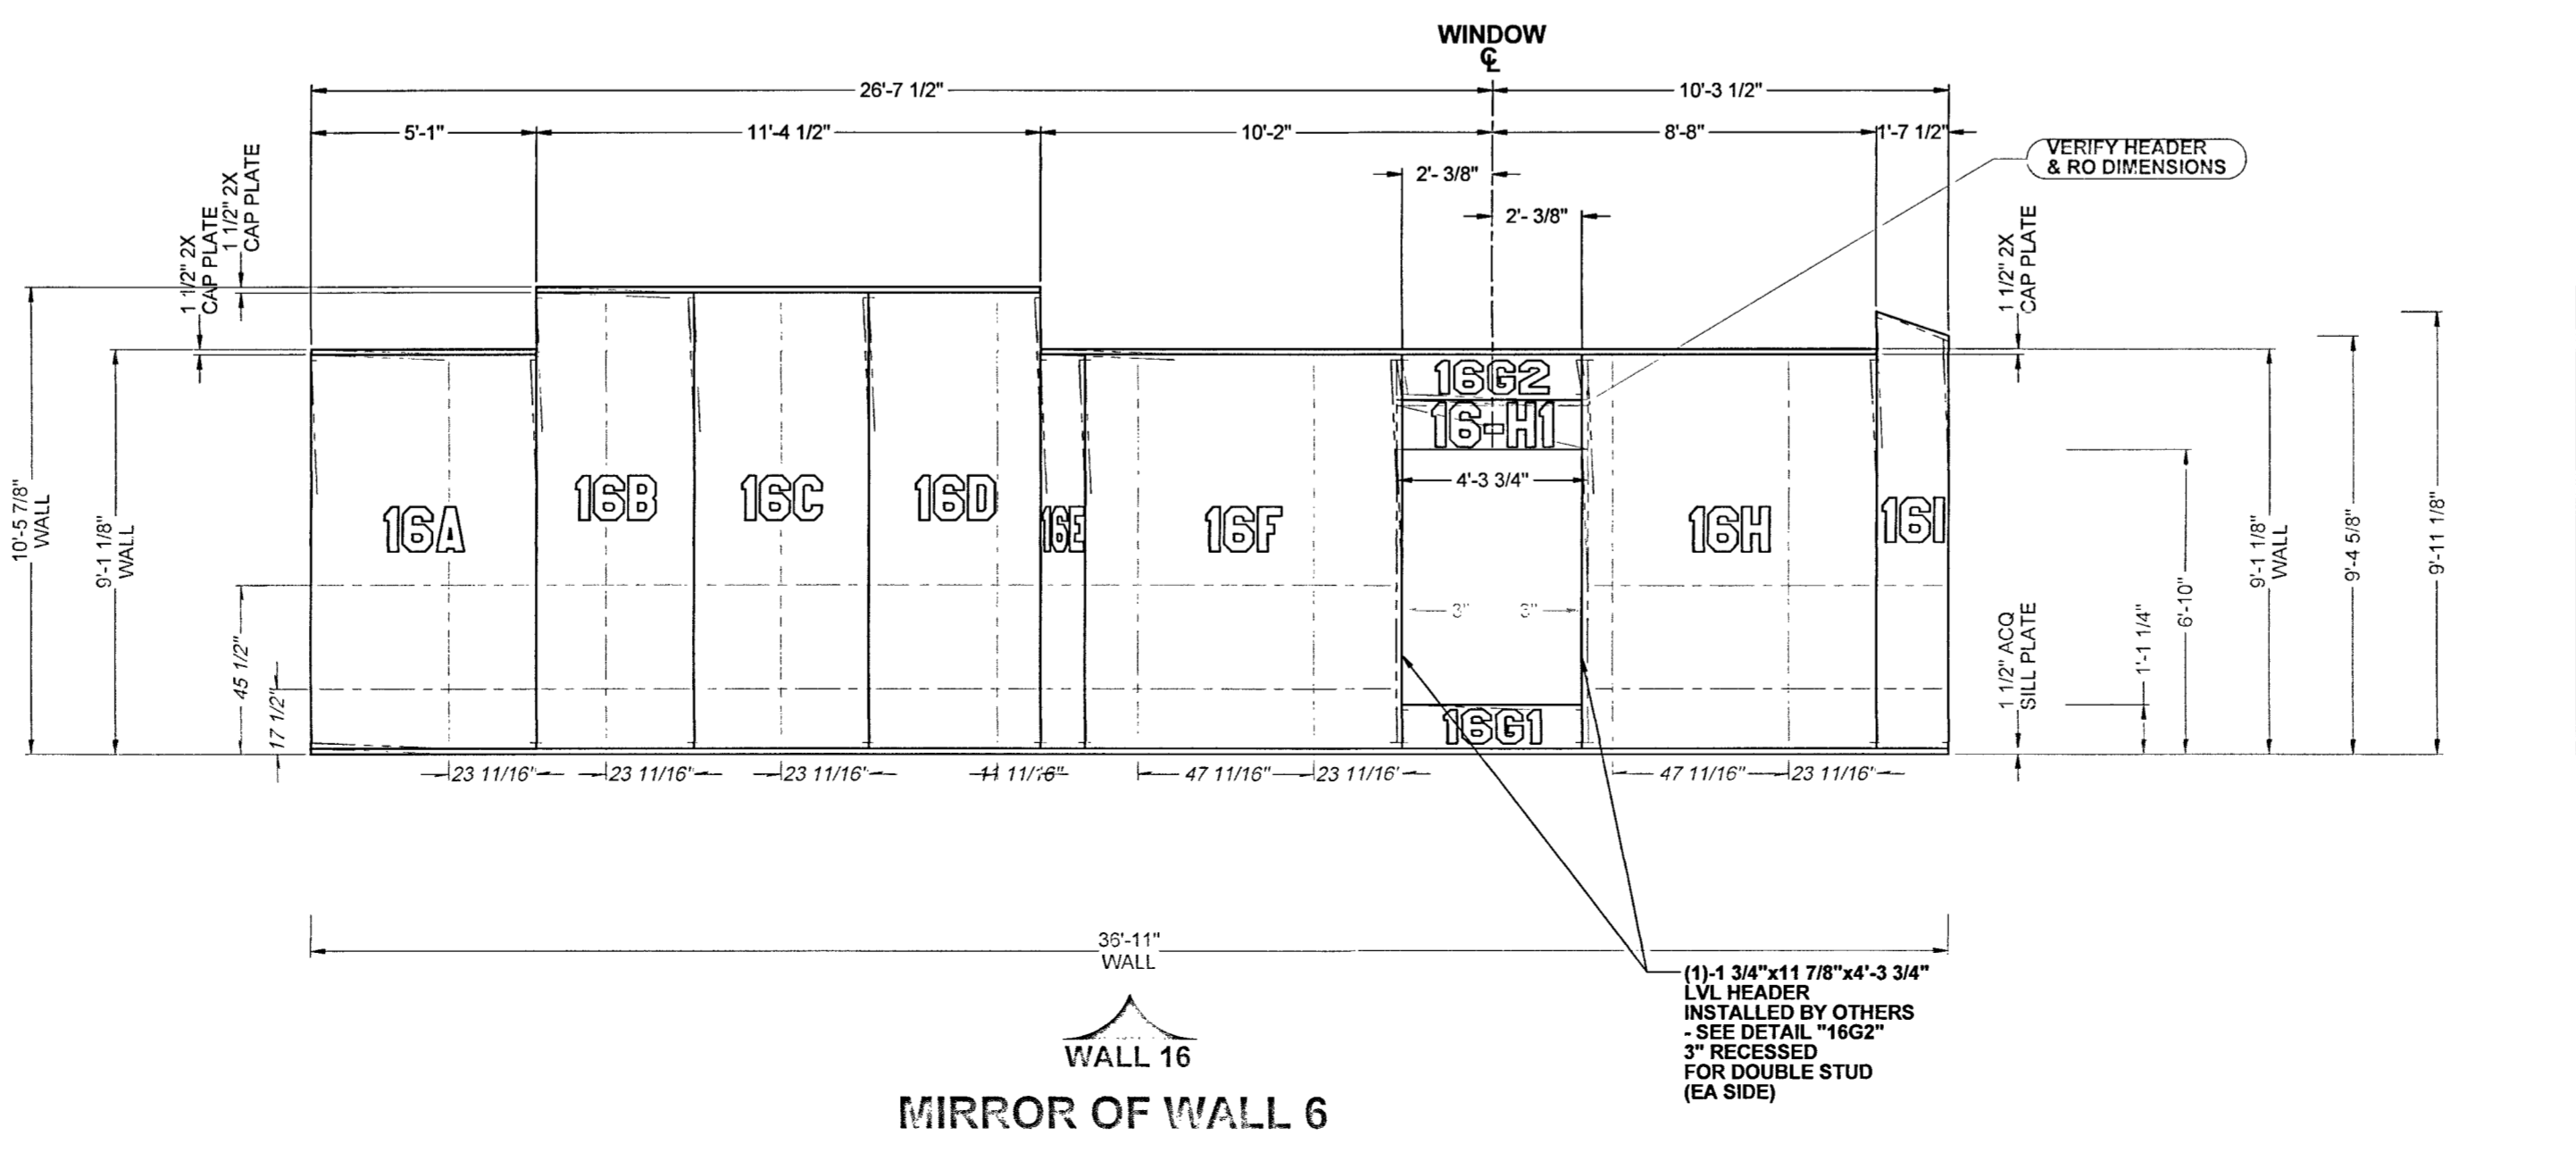 WINDOW
℄
26'-7 1/2"
10'-3 1/2"
5'-1"
11'-4 1/2"
10'-2"
8'-8"
1'-7 1/2"
VERIFY HEADER
& RO DIMENSIONS
2'- 3/8"
2'- 3/8"
1 1/2" 2X
CAP PLATE
1 1/2" 2X
CAP PLATE
1 1/2" 2X
CAP PLATE
16G2
16-H1
4'-3 3/4"
16A
16B
16C
16D
16E
16F
16H
16I
3"
3"
16G1
10'-5 7/8"
WALL
9'-1 1/8"
WALL
45 1/2"
17 1/2"
1 1/2" ACQ
SILL PLATE
1'-1 1/4"
6'-10"
9'-1 1/8"
WALL
9'-4 5/8"
9'-11 1/8"
23 11/16"
23 11/16"
23 11/16"
11 11/16"
47 11/16"
23 11/16"
47 11/16"
23 11/16"
36'-11"
WALL
(1)-1 3/4"x11 7/8"x4'-3 3/4"
LVL HEADER
INSTALLED BY OTHERS
- SEE DETAIL "16G2"
3" RECESSED
FOR DOUBLE STUD
(EA SIDE)
WALL 16
MIRROR OF WALL 6